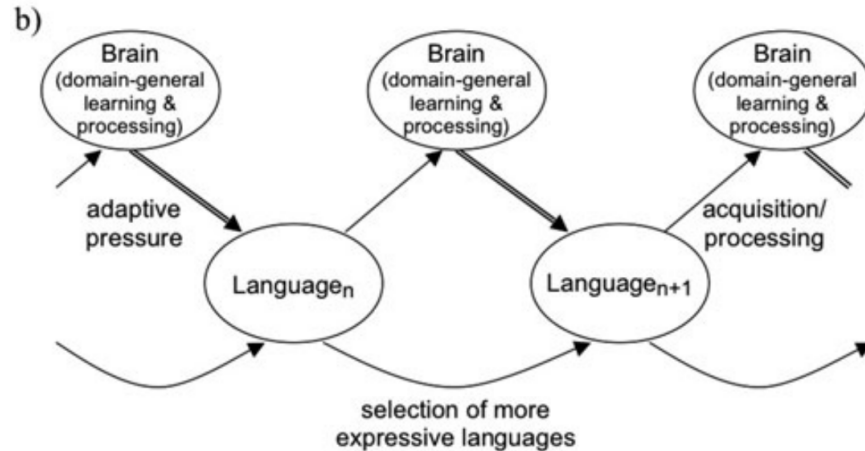 b)
Brain
(domain-general
learning &
processing)
Brain
(domain-general
learning &
processing)
Brain
(domain-general
learning &
processing)
adaptive
pressure
acquisition/
processing
Languageₙ
Languageₙ₊₁
selection of more
expressive languages